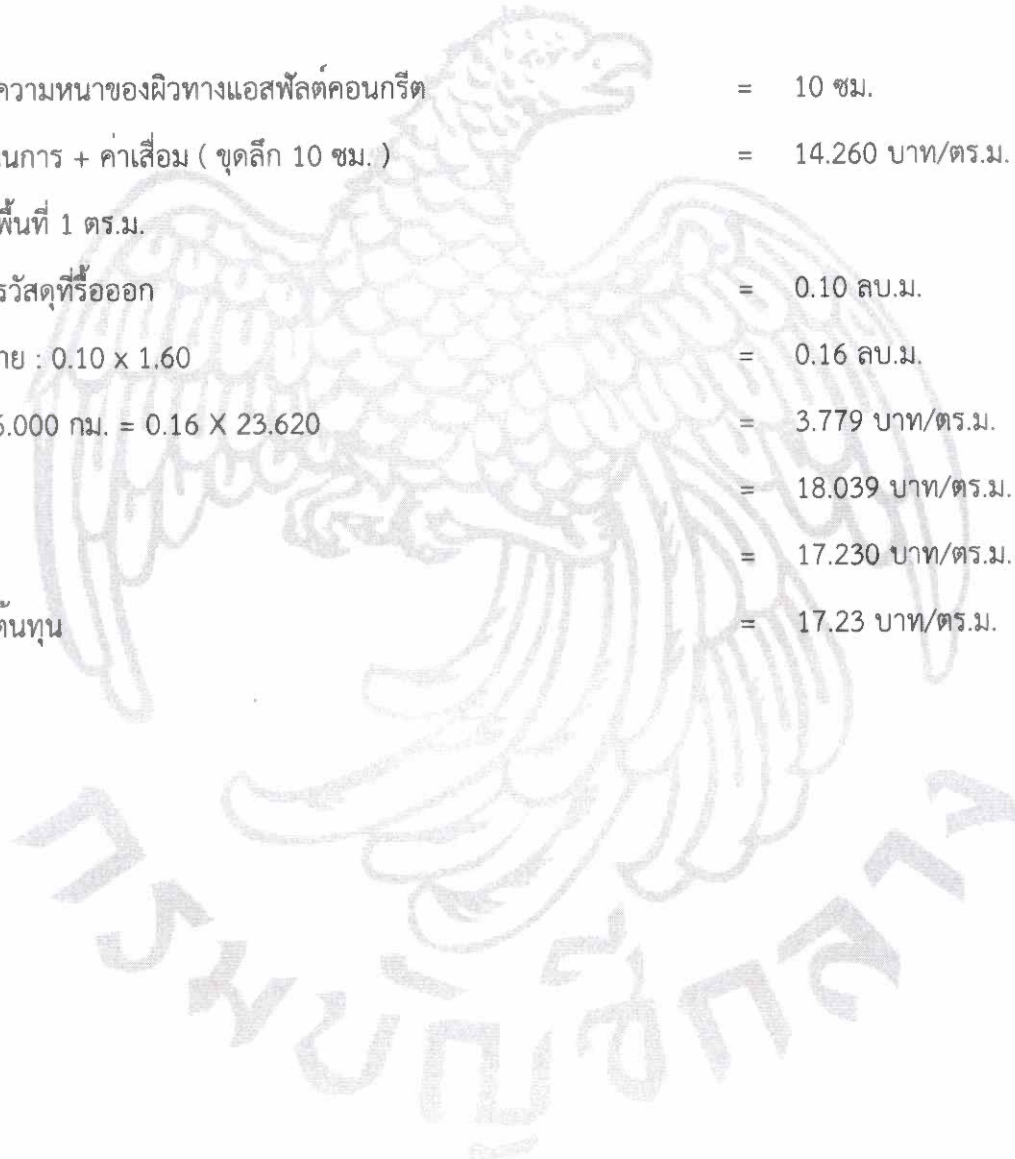 ความหนาของผิวทางแอสฟัลต์คอนกรีต = 10 ซม.
นการ + ค่าเสื่อม ( ขุดลึก 10 ซม. ) = 14.260 บาท/ตร.ม.
พื้นที่ 1 ตร.ม.
รวัสดุที่รื้อออก = 0.10 ลบ.ม.
าย : 0.10 x 1.60 = 0.16 ลบ.ม.
5.000 กม. = 0.16 X 23.620 = 3.779 บาท/ตร.ม.
= 18.039 บาท/ตร.ม.
= 17.230 บาท/ตร.ม.
ต้นทุน = 17.23 บาท/ตร.ม.
กรมบัญชีกลาง